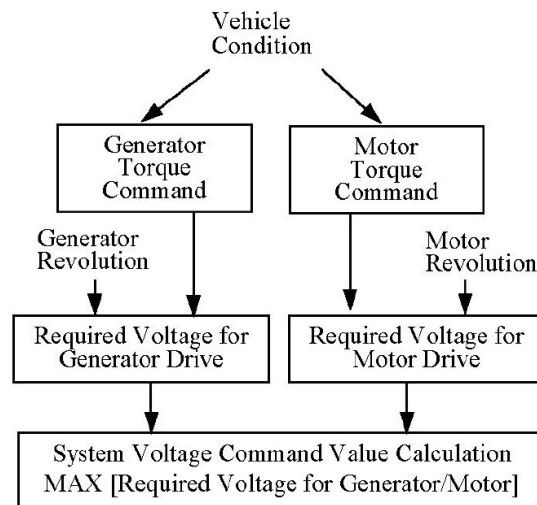 Vehicle
Condition
Generator
Torque
Command
Motor
Torque
Command
Generator
Revolution
Motor
Revolution
Required Voltage for
Generator Drive
Required Voltage for
Motor Drive
System Voltage Command Value Calculation
MAX [Required Voltage for Generator/Motor]